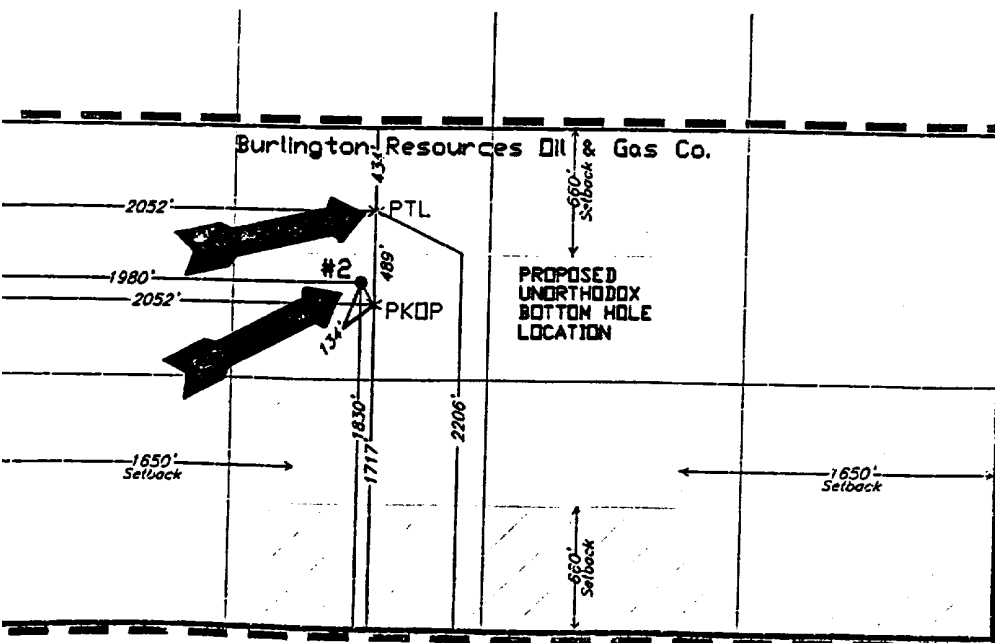 Burlington Resources Oil & Gas Co.
434'
660'
Setback
2052'
PTL
489'
#2
1980'
2052'
PKOP
134'
PROPOSED
UNORTHODOX
BOTTOM HOLE
LOCATION
1830'
1717'
2206'
1650'
Setback
1650'
Setback
660'
Setback